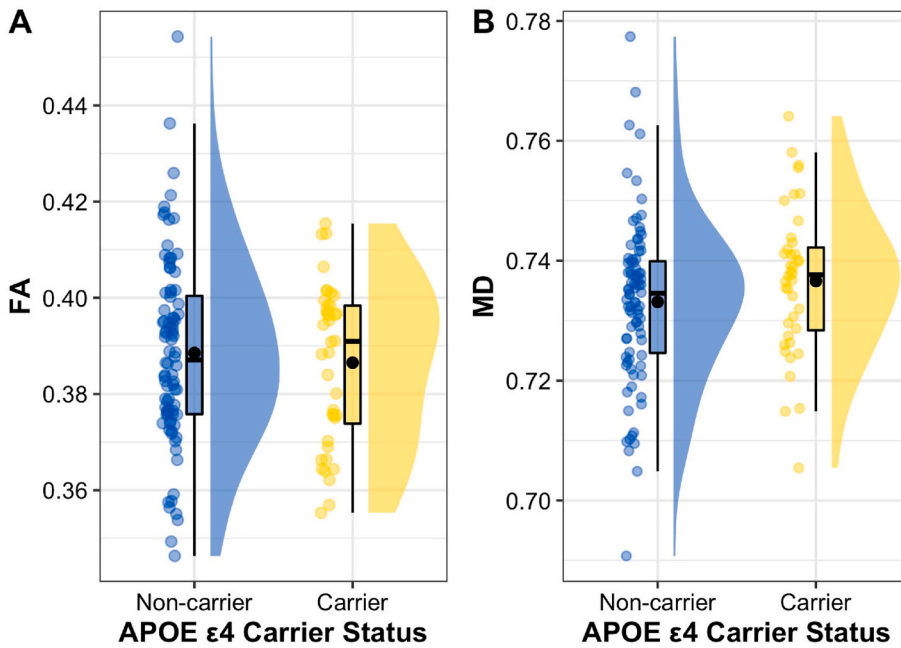 A
FA
0.44
0.42
0.40
0.38
0.36
Non-carrier Carrier
APOE ε4 Carrier Status
B
MD
0.78
0.76
0.74
0.72
0.70
Non-carrier Carrier
APOE ε4 Carrier Status